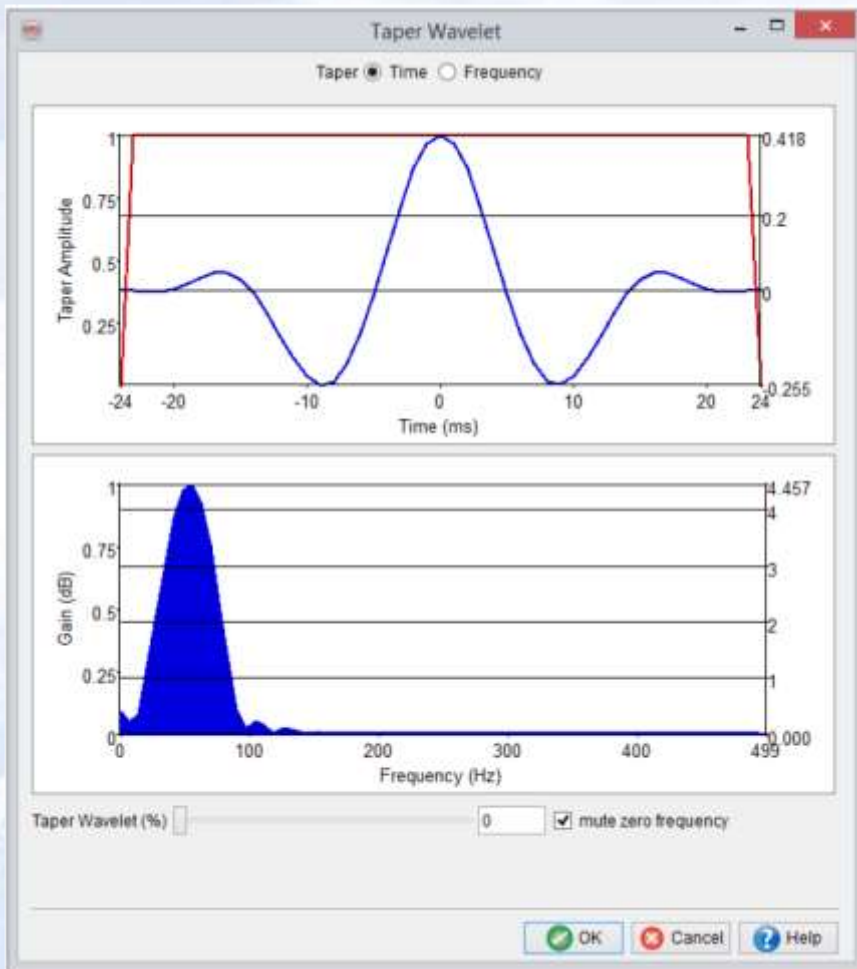 Taper Wavelet
Taper Time Frequency
1
0.75
0.5
0.25
Taper Amplitude
0.418
0.2
0
-0.255
-24 -20 -10 0 10 20 24
Time (ms)
1
0.75
0.5
0.25
0
Gain (dB)
4.457
4
3
2
1
0.000
0 100 200 300 400 499
Frequency (Hz)
Taper Wavelet (%) 0 mute zero frequency
OK Cancel ? Help